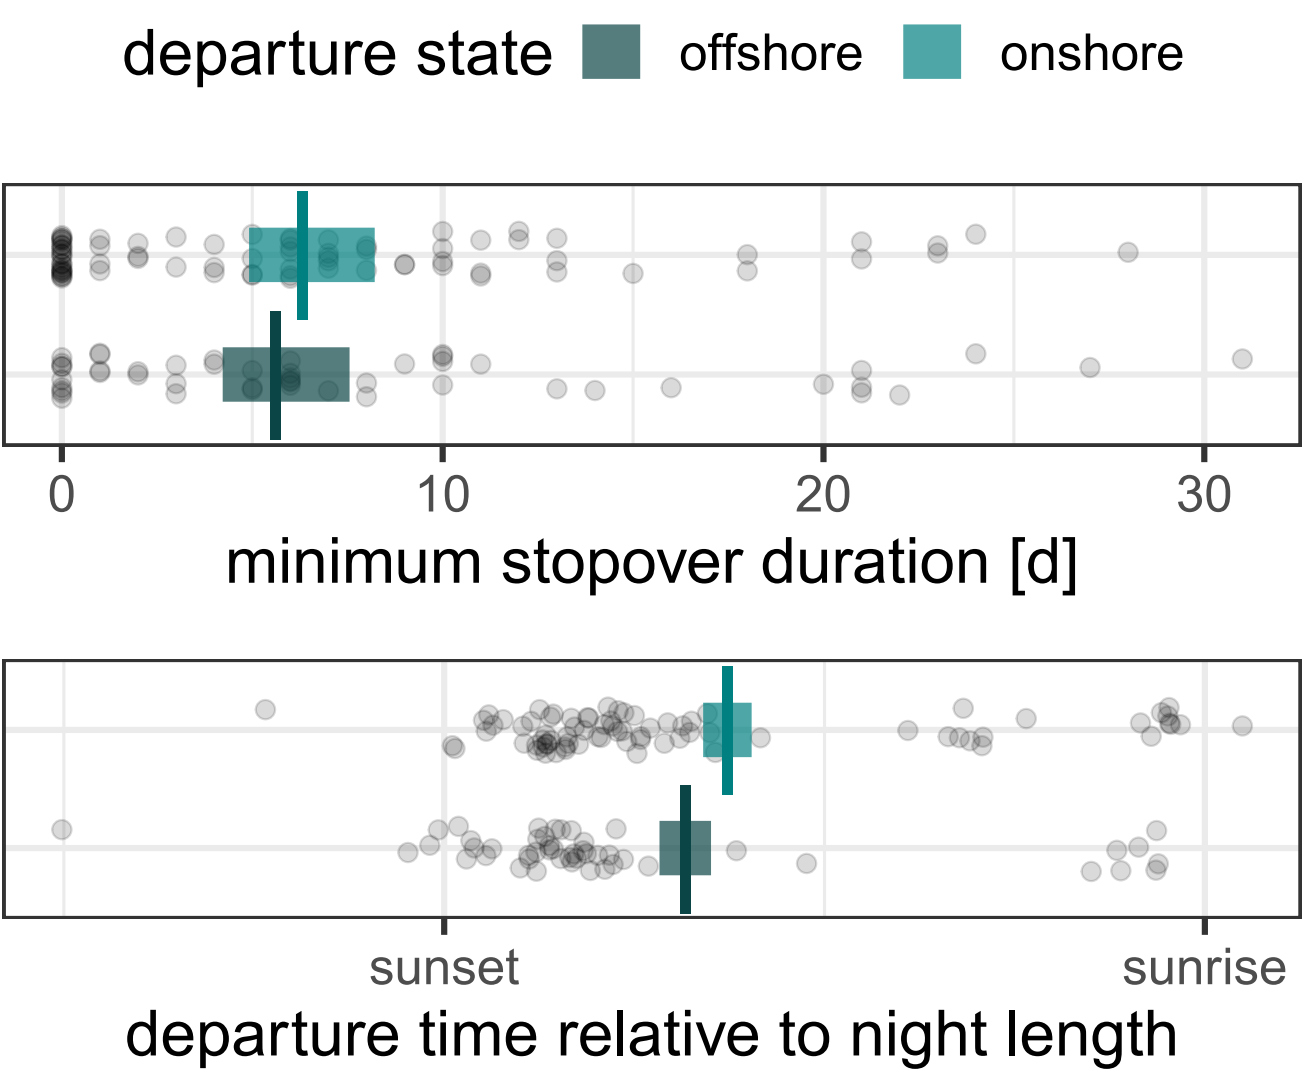 departure state offshore onshore
0 10 20 30
minimum stopover duration [d]
sunset sunrise
departure time relative to night length